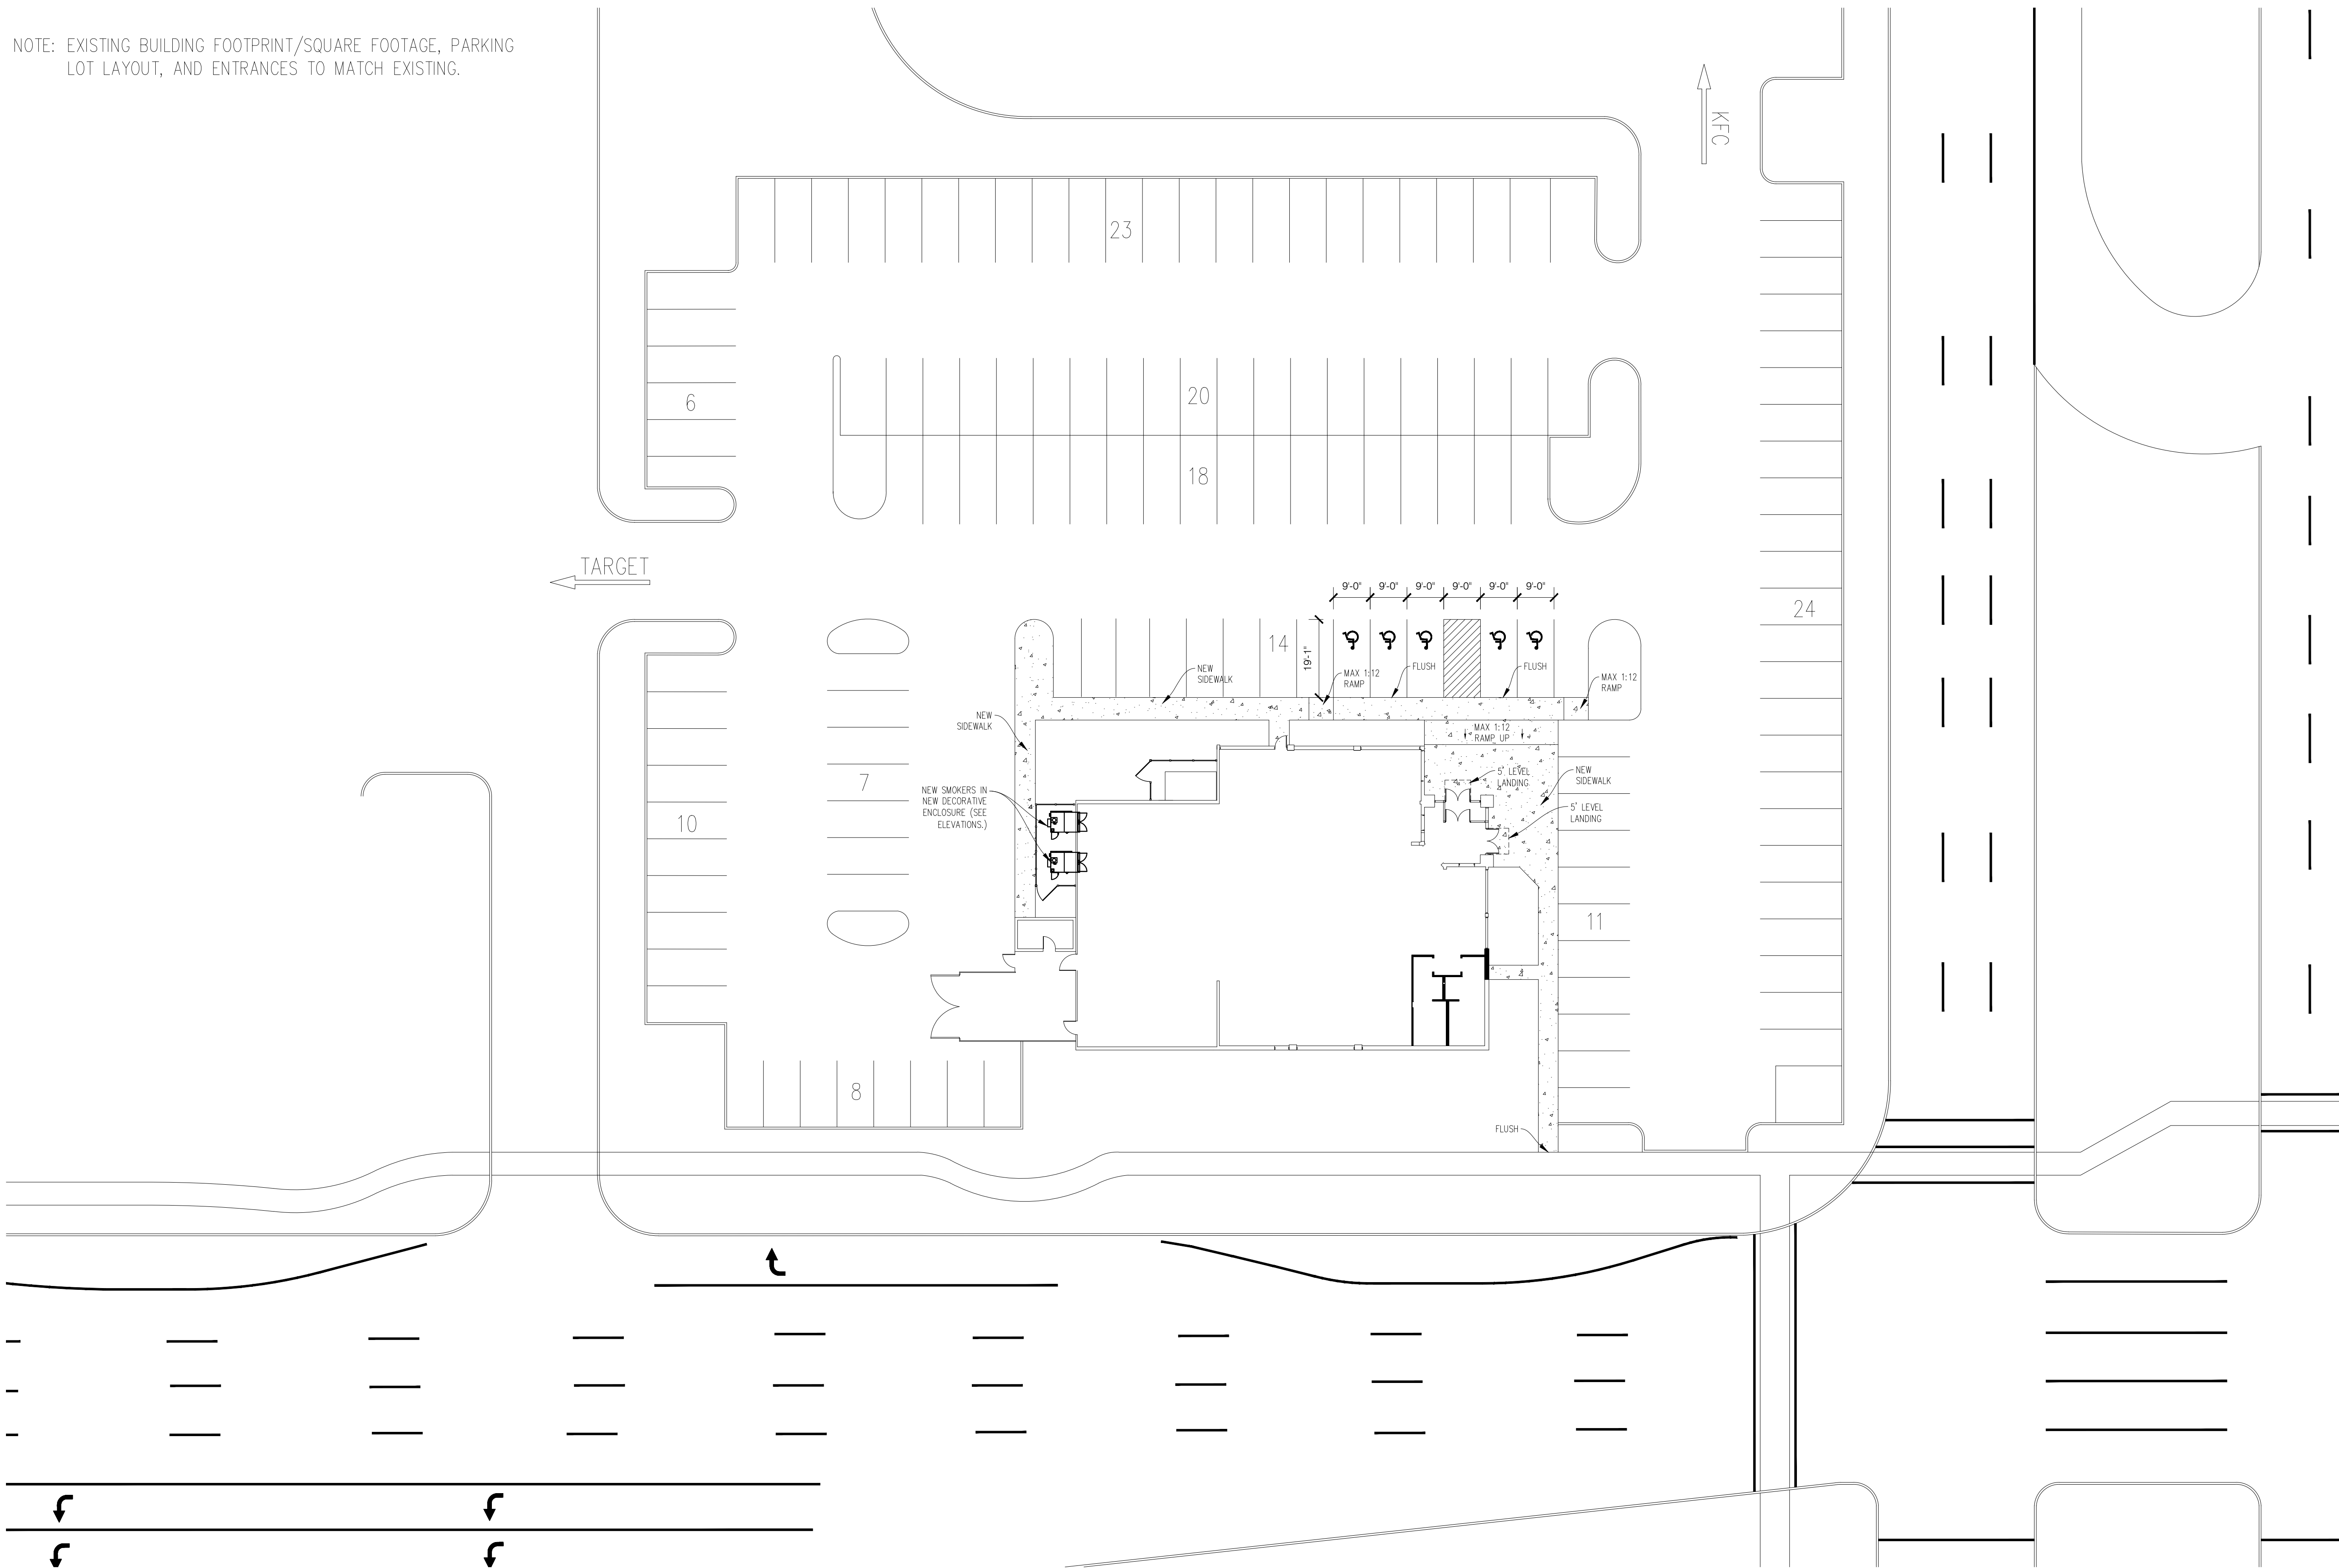 NOTE: EXISTING BUILDING FOOTPRINT/SQUARE FOOTAGE, PARKING
LOT LAYOUT, AND ENTRANCES TO MATCH EXISTING.
KFC
23
6
20
18
TARGET
24
9'-0"
9'-0"
9'-0"
9'-0"
9'-0"
9'-0"
14
19'-1"
NEW
SIDEWALK
MAX 1:12
RAMP
FLUSH
FLUSH
MAX 1:12
RAMP
NEW
SIDEWALK
MAX 1:12
RAMP UP
5' LEVEL
LANDING
NEW
SIDEWALK
5' LEVEL
LANDING
7
NEW SMOKERS IN
NEW DECORATIVE
ENCLOSURE (SEE
ELEVATIONS.)
10
11
8
FLUSH